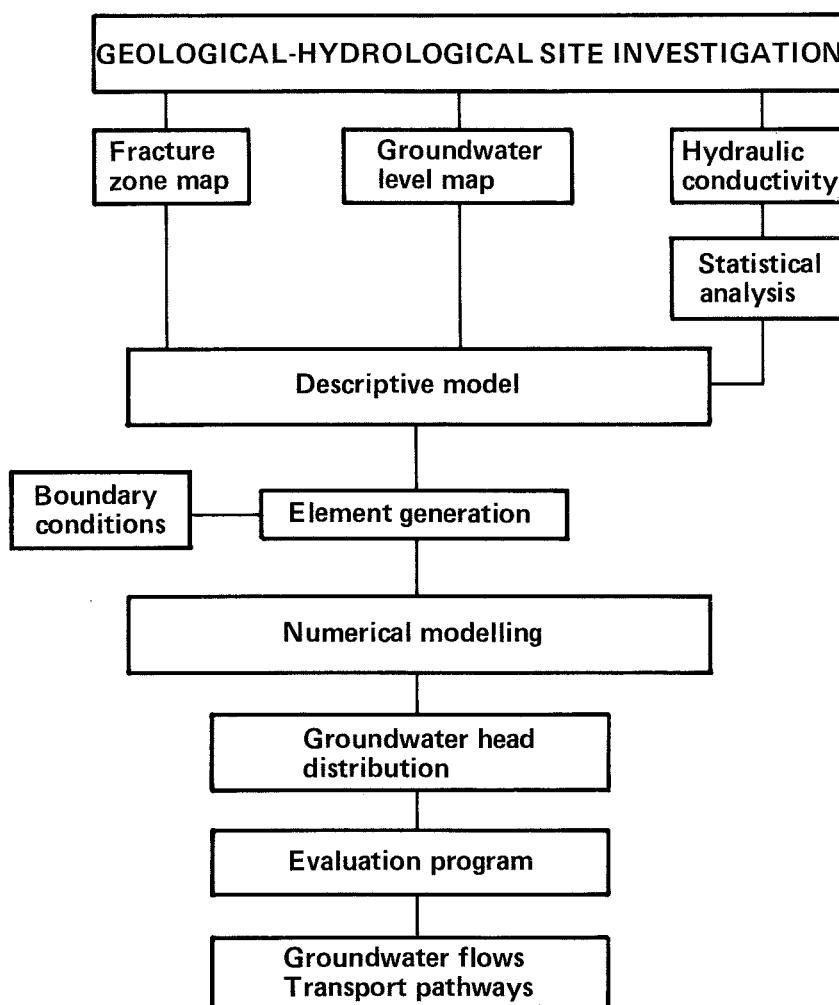 GEOLOGICAL-HYDROLOGICAL SITE INVESTIGATION
Fracture
zone map
Groundwater
level map
Hydraulic
conductivity
Statistical
analysis
Descriptive model
Boundary
conditions
Element generation
Numerical modelling
Groundwater head
distribution
Evaluation program
Groundwater flows
Transport pathways